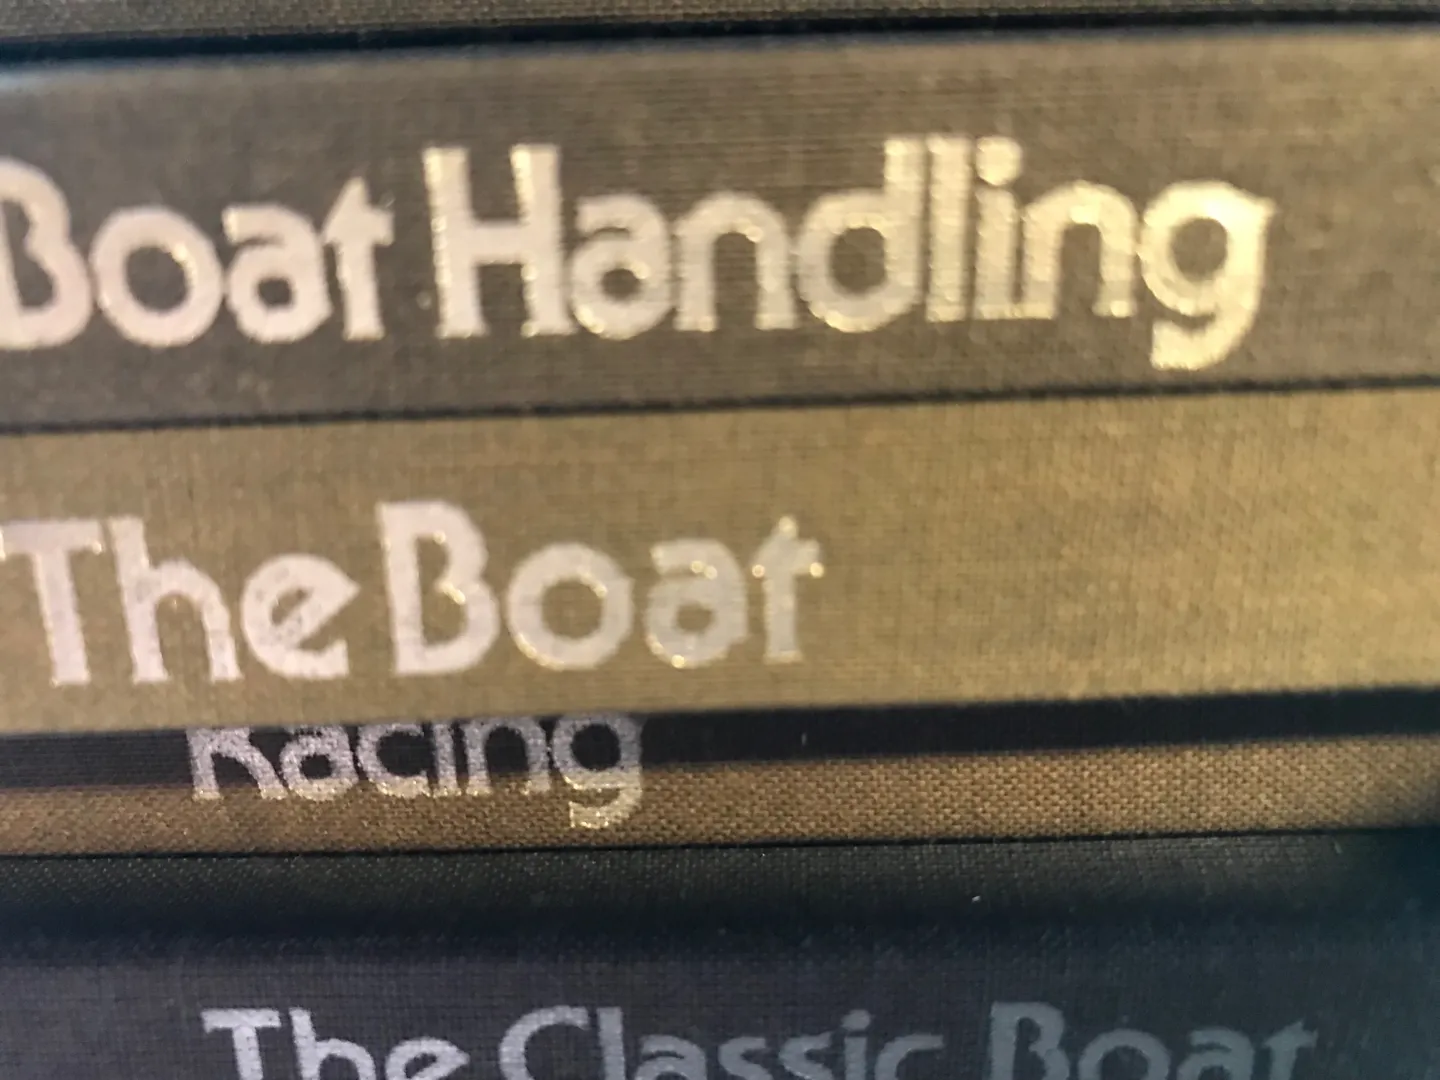 Boat Handling
The Boat
Racing
The Classic Boat